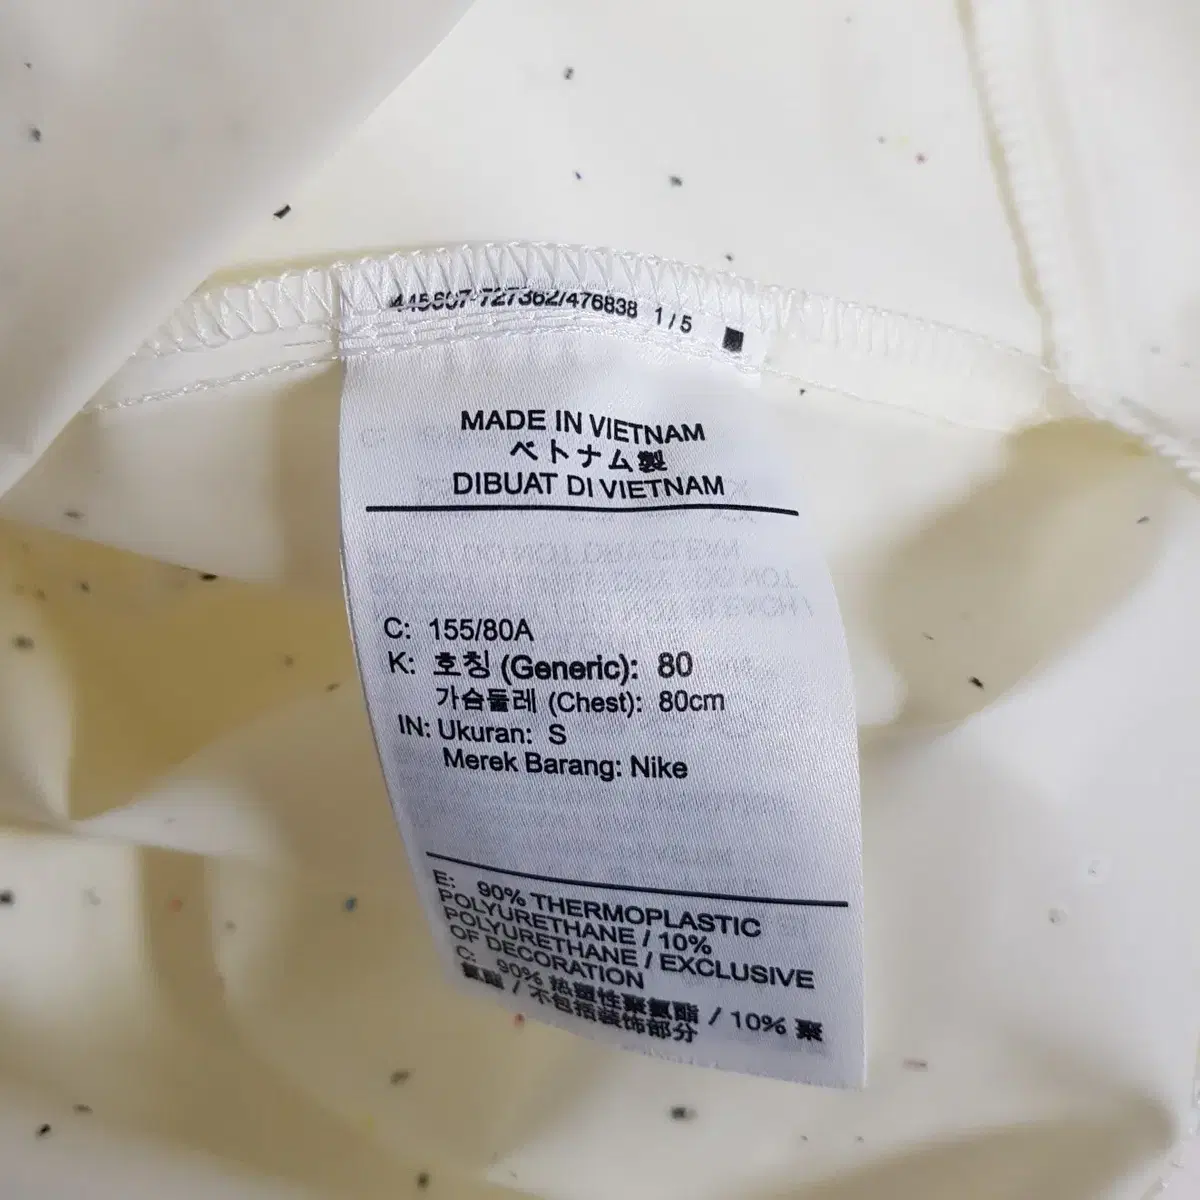 445607-727362/476838 1/5
MADE IN VIETNAM
ベトナム製
DIBUAT DI VIETNAM
C: 155/80A
K: 호칭 (Generic): 80
가슴둘레 (Chest): 80cm
IN: Ukuran: S
Merek Barang: Nike
E: 90% THERMOPLASTIC
POLYURETHANE / 10%
POLYURETHANE / EXCLUSIVE
OF DECORATION
C: 90% 热塑性聚氨酯 / 10% 聚
氨酯 / 不包括装饰部分